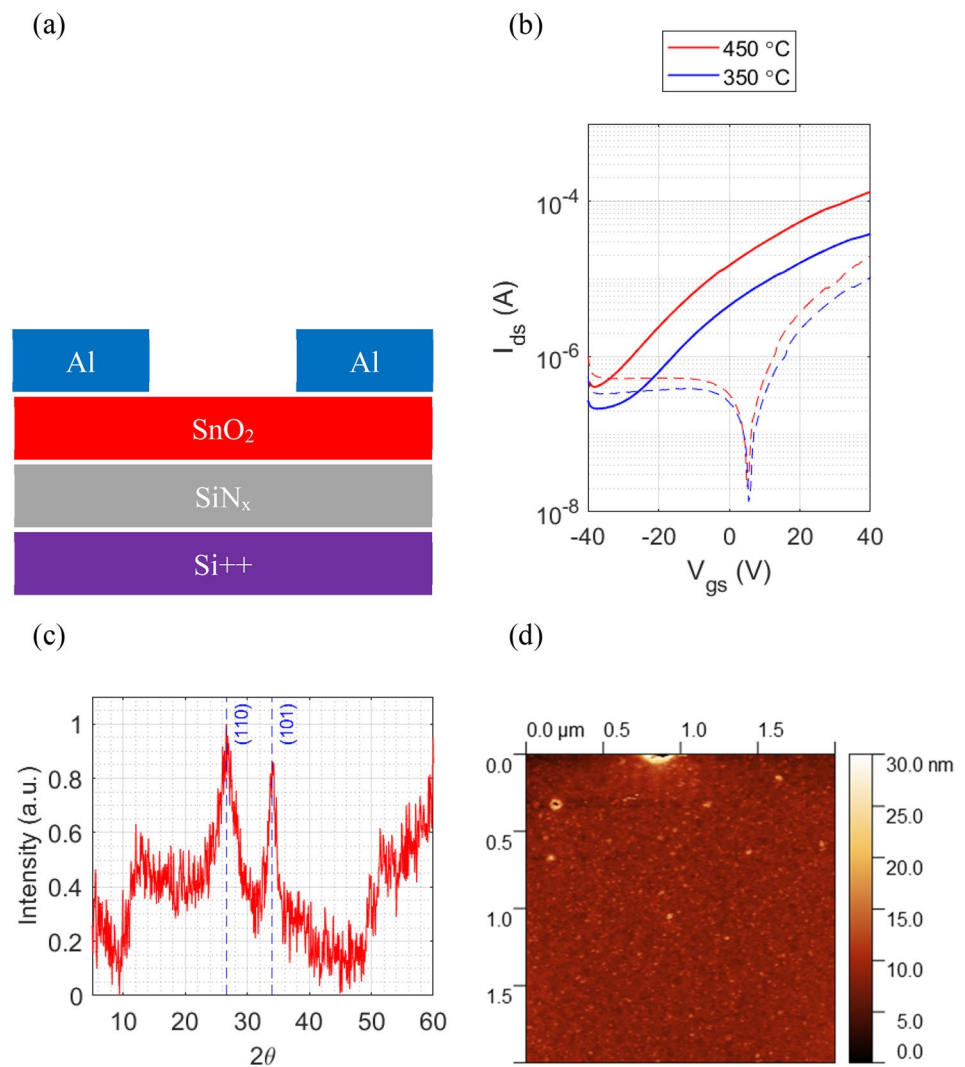 (a)
Al Al
SnO₂
SiNₓ
Si++
(b)
450 °C
350 °C
10⁻⁴
10⁻⁶
10⁻⁸
I_ds (A)
-40 -20 0 20 40
V_gs (V)
(c)
(110) (101)
1
0.8
0.6
0.4
0.2
0
Intensity (a.u.)
10 20 30 40 50 60
2θ
(d)
0.0 μm 0.5 1.0 1.5
0.0
0.5
1.0
1.5
30.0 nm
25.0
20.0
15.0
10.0
5.0
0.0